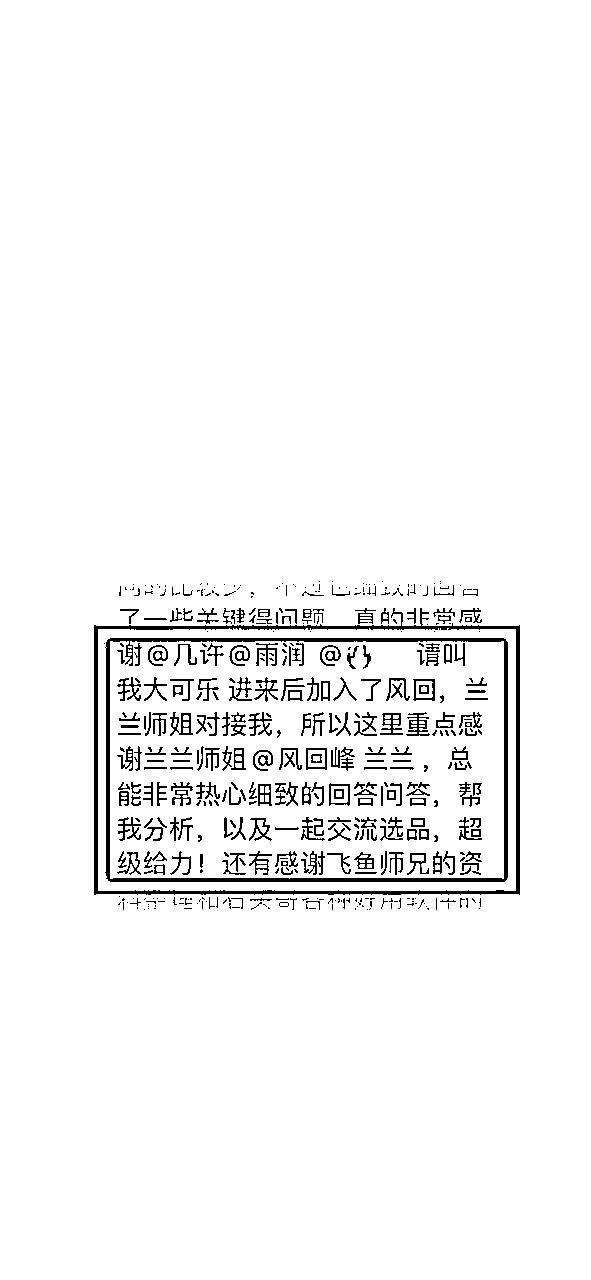 了一些关键得问题，真的非常感
谢@几许@雨润 @ 请叫
我大可乐 进来后加入了风回，兰
兰师姐对接我，所以这里重点感
谢兰兰师姐@风回峰 兰兰 ，总
能非常热心细致的回答问答，帮
我分析，以及一起交流选品，超
级给力！还有感谢飞鱼师兄的资